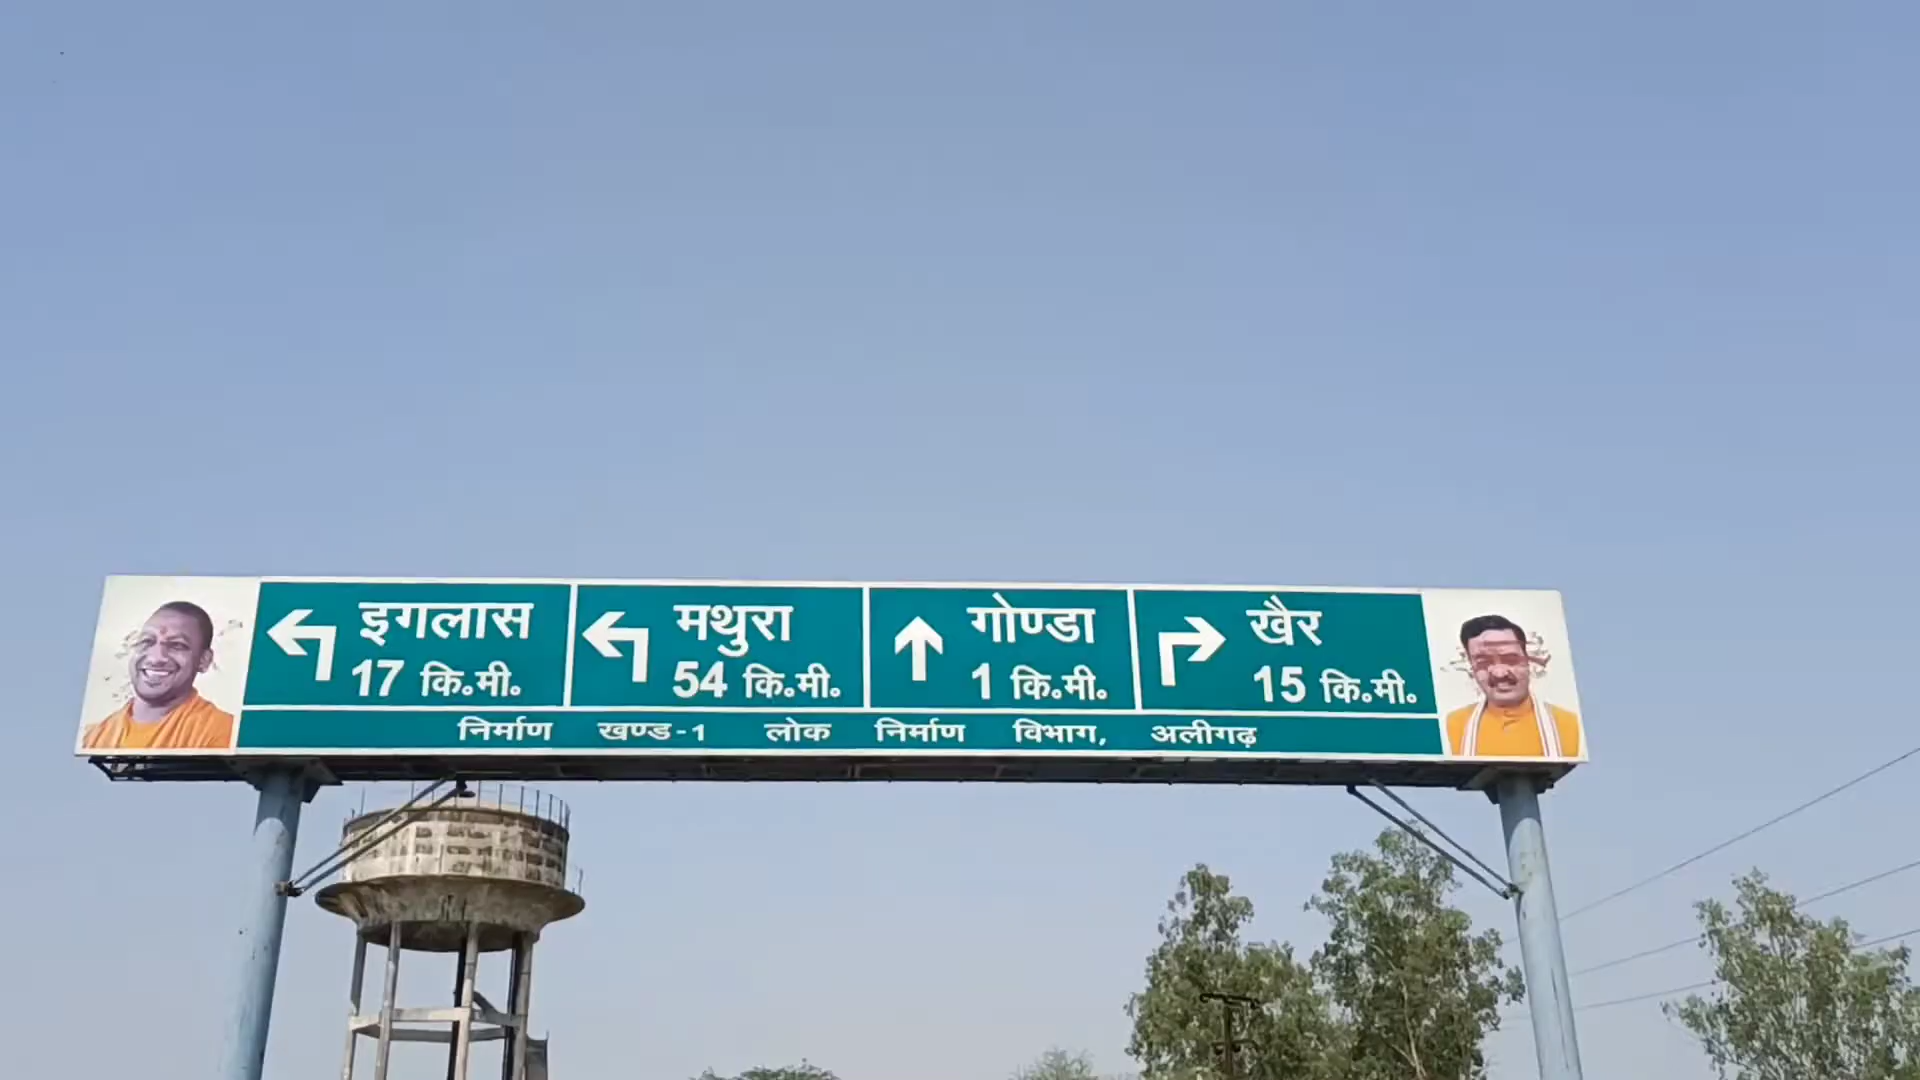 इगलास
17 कि॰मी॰
मथुरा
54 कि॰मी॰
गोण्डा
1 कि॰मी॰
खैर
15 कि॰मी॰
निर्माण खण्ड-1 लोक निर्माण विभाग, अलीगढ़